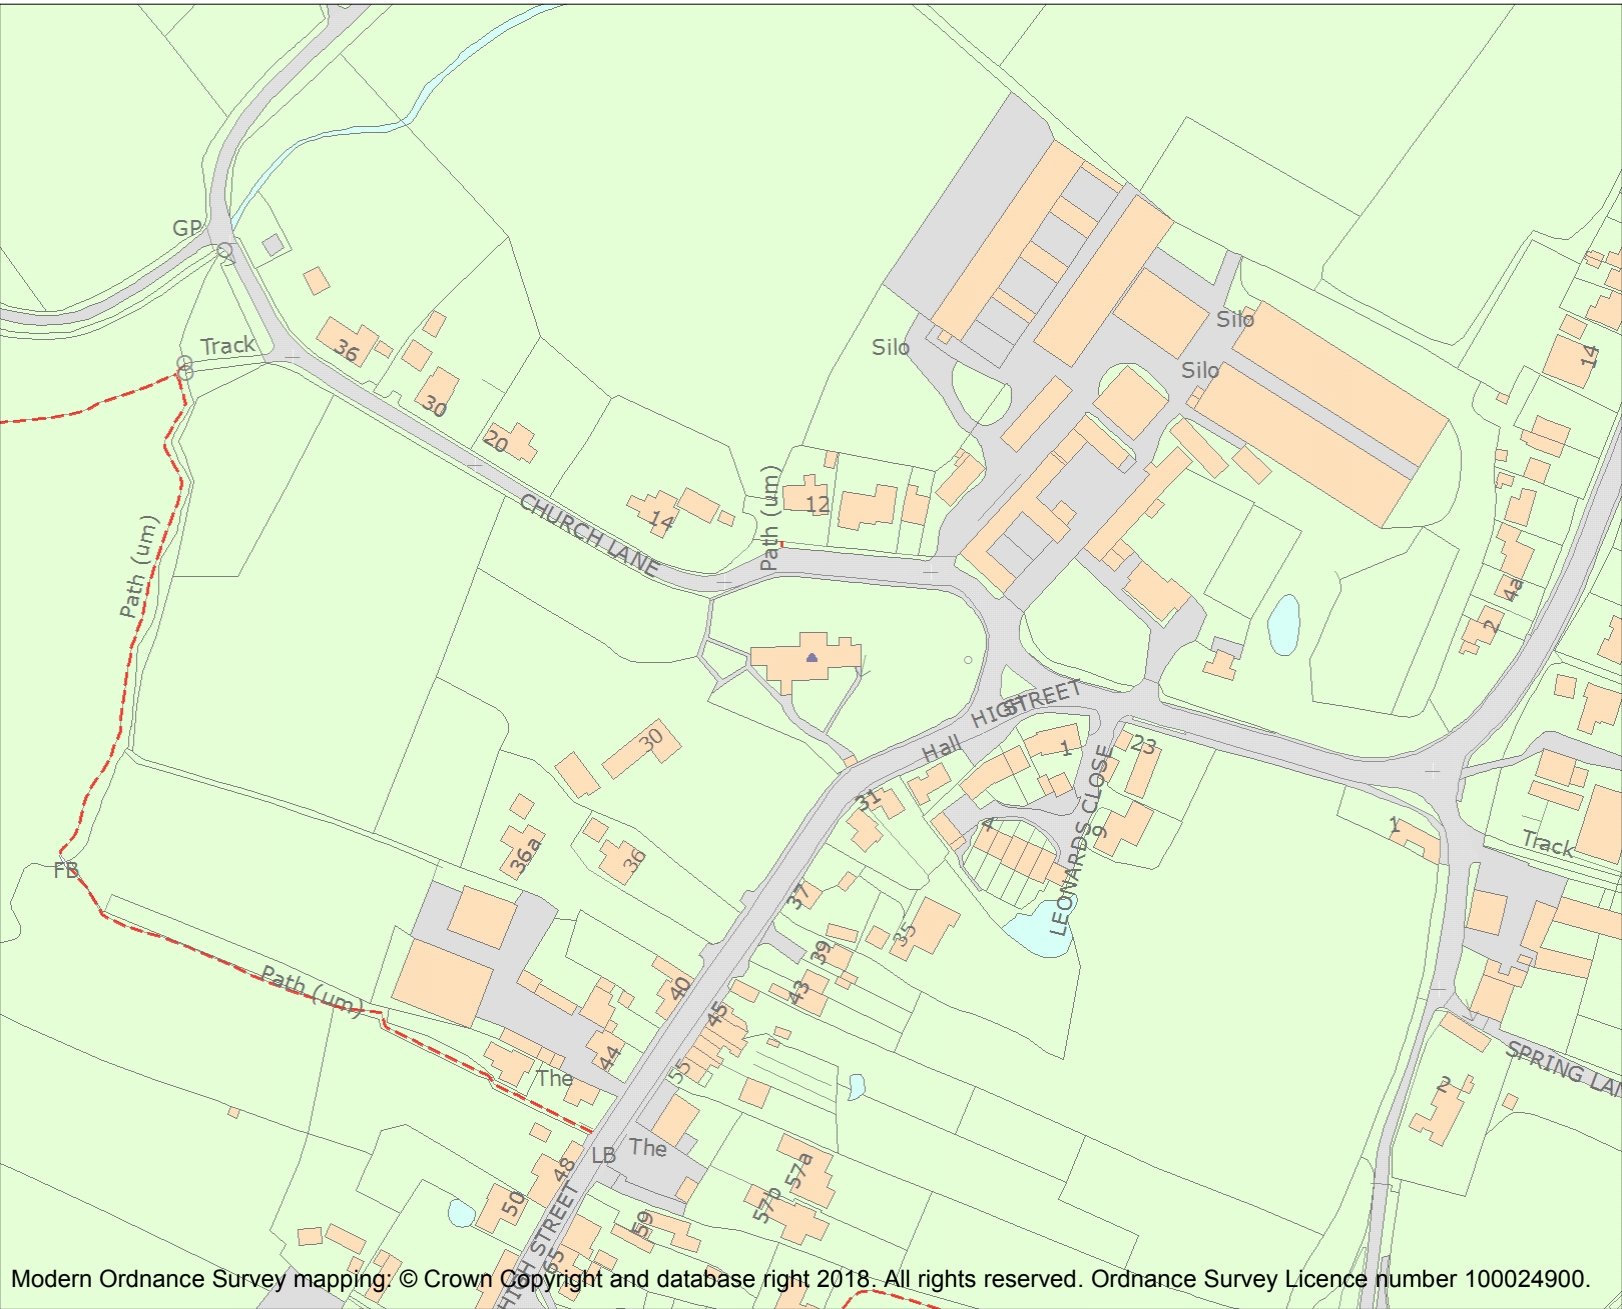 GP
Silo
Silo
Silo
Track
36
14
30
20
Path (um)
12
CHURCH LANE
14
Path (um)
4a
2
HIGH STREET
STREET
Hall
1
23
30
31
LEONARDS CLOSE
4
9
1
Track
36a
36
FB
37
35
39
Path (um)
40
43
45
44
55
The
SPRING LAN
2
The
LB
48
57a
50
57b
59
HIGH STREET
65
Modern Ordnance Survey mapping: © Crown Copyright and database right 2018. All rights reserved. Ordnance Survey Licence number 100024900.